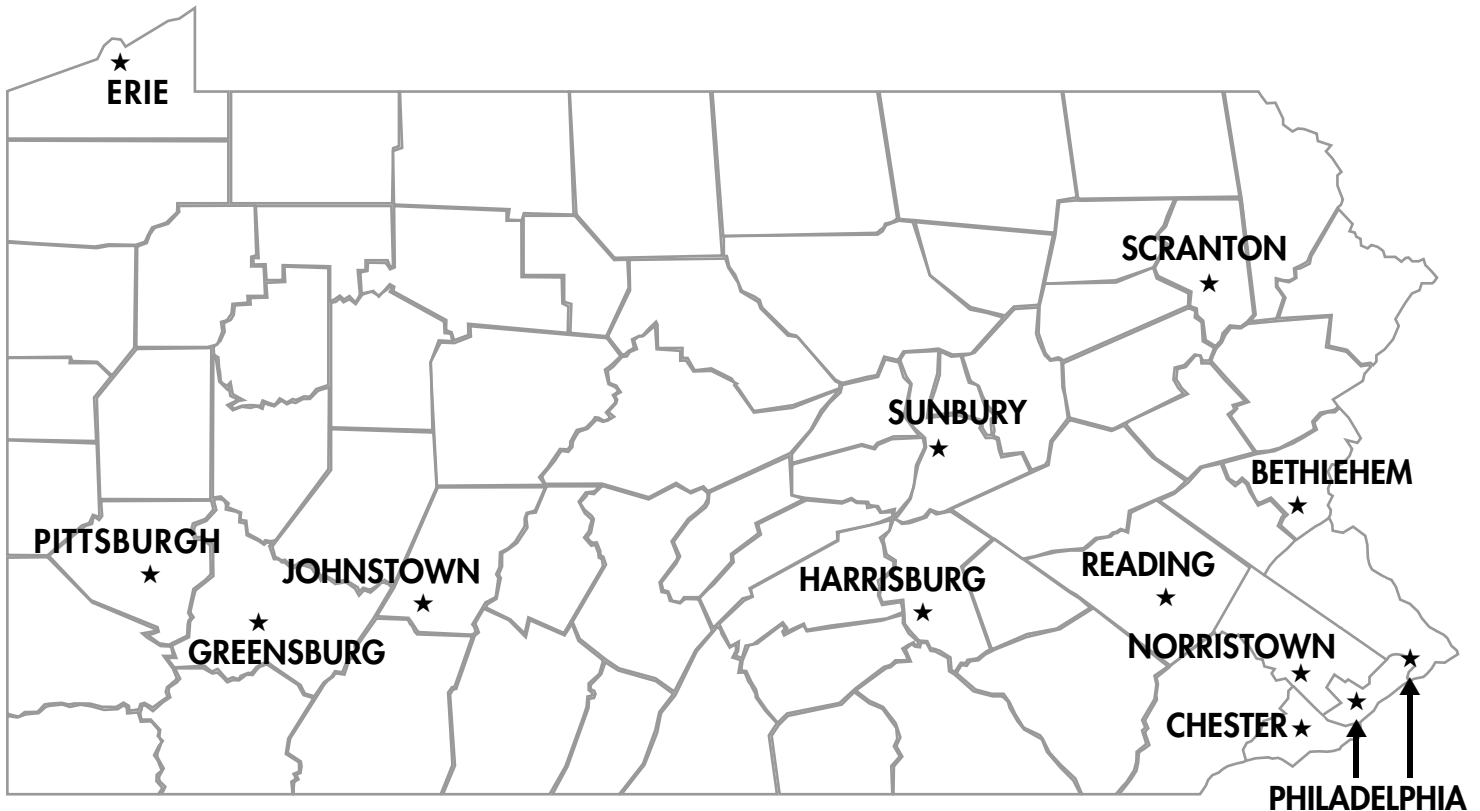 ERIE
SCRANTON
SUNBURY
BETHLEHEM
PITTSBURGH
JOHNSTOWN
HARRISBURG
READING
GREENSBURG
NORRISTOWN
CHESTER
PHILADELPHIA